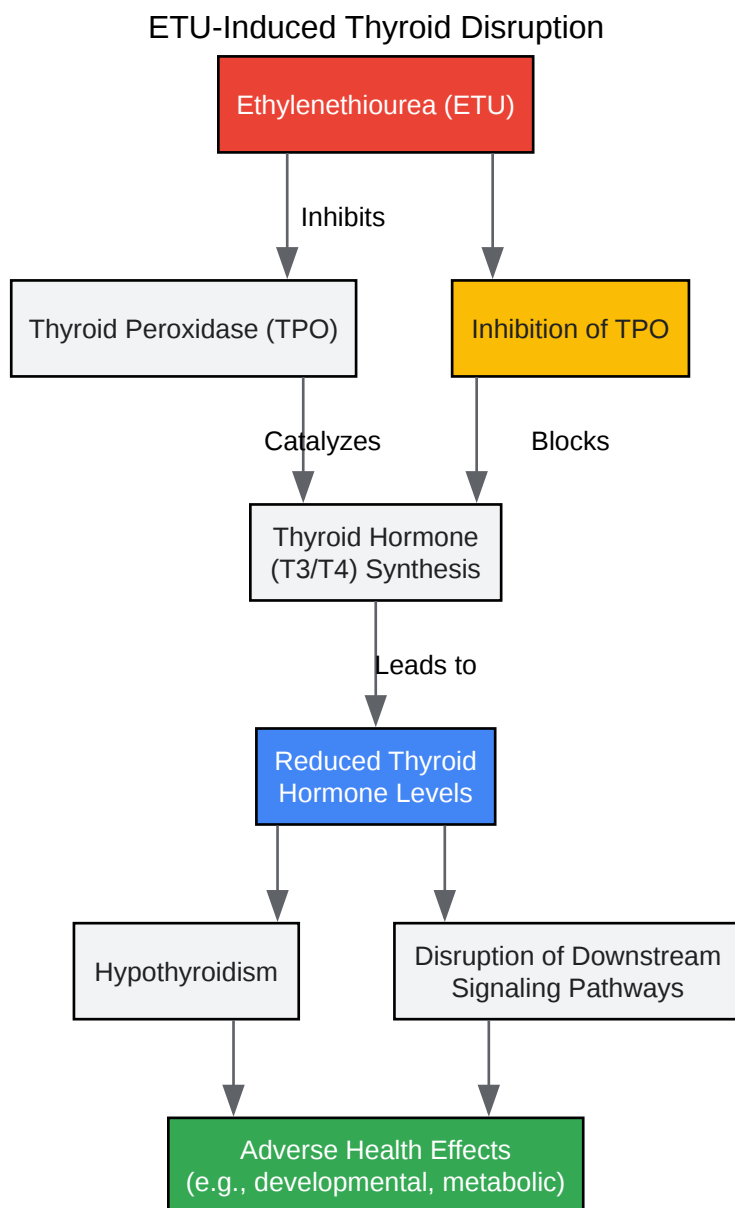 ETU-Induced Thyroid Disruption
Ethylenethiourea (ETU)
Inhibits
Thyroid Peroxidase (TPO)
Inhibition of TPO
Catalyzes
Blocks
Thyroid Hormone
(T3/T4) Synthesis
Leads to
Reduced Thyroid
Hormone Levels
Hypothyroidism
Disruption of Downstream
Signaling Pathways
Adverse Health Effects
(e.g., developmental, metabolic)